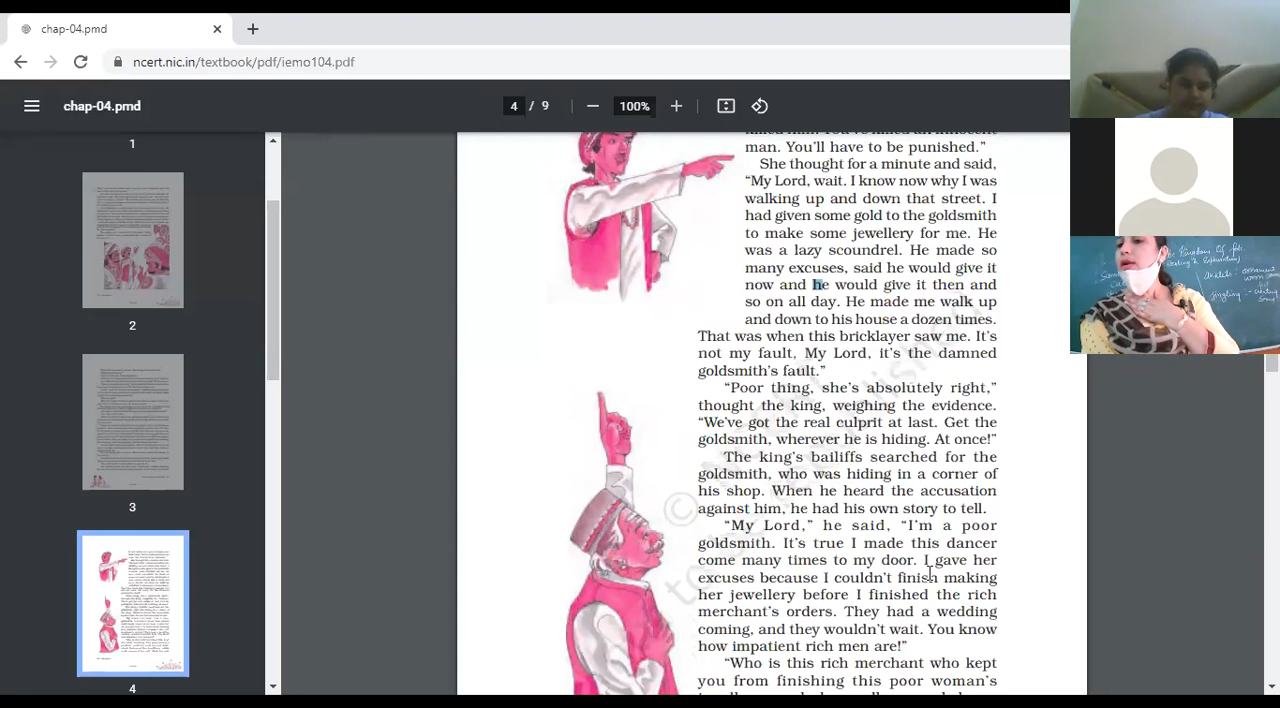 chap-04.pmd
ncert.nic.in/textbook/pdf/iemo104.pdf
chap-04.pmd
4 / 9
100%
1
2
3
4
man. You'll have to be punished.”
She thought for a minute and said,
“My Lord, wait. I know now why I was
walking up and down that street. I
had given some gold to the goldsmith
to make some jewellery for me. He
was a lazy scoundrel. He made so
many excuses, said he would give it
now and he would give it then and
so on all day. He made me walk up
and down to his house a dozen times.
That was when this bricklayer saw me. It's
not my fault, My Lord, it's the damned
goldsmith's fault.”
“Poor thing, she's absolutely right,”
thought the king, weighing the evidence.
“We've got the real culprit at last. Get the
goldsmith, wherever he is hiding. At once!”
The king's bailiffs searched for the
goldsmith, who was hiding in a corner of
his shop. When he heard the accusation
against him, he had his own story to tell.
“My Lord,” he said, “I'm a poor
goldsmith. It's true I made this dancer
come many times to my door. I gave her
excuses because I couldn't finish making
her jewellery before I finished the rich
merchant's orders. They had a wedding
coming, and they wouldn't wait. You know
how impatient rich men are!”
“Who is this rich merchant who kept
you from finishing this poor woman's
Kingdom Of
Anklets: ornament
Jingling